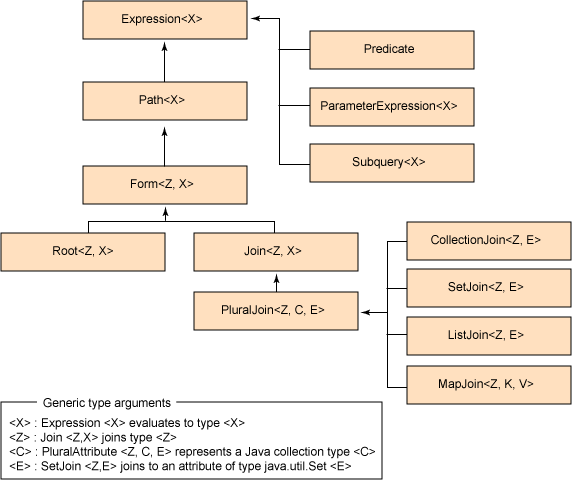 Expression<X>
Predicate
Path<X>
ParameterExpression<X>
Subquery<X>
Form<Z, X>
Root<Z, X>
Join<Z, X>
CollectionJoin<Z, E>
SetJoin<Z, E>
PluralJoin<Z, C, E>
ListJoin<Z, E>
MapJoin<Z, K, V>
Generic type arguments
<X> : Expression <X> evaluates to type <X>
<Z> : Join <Z,X> joins type <Z>
<C> : PluralAttribute <Z, C, E> represents a Java collection type <C>
<E> : SetJoin <Z,E> joins to an attribute of type java.util.Set <E>